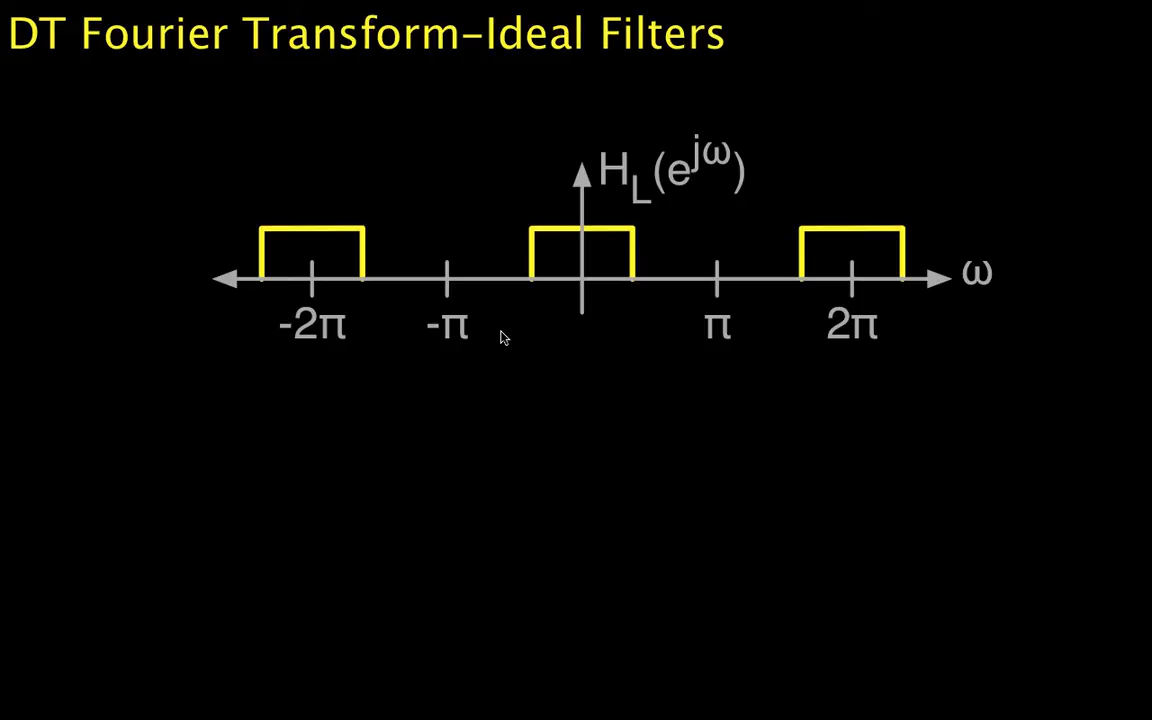 DT Fourier Transform-Ideal Filters
H_L(e^{jω})
ω
-2π -π π 2π